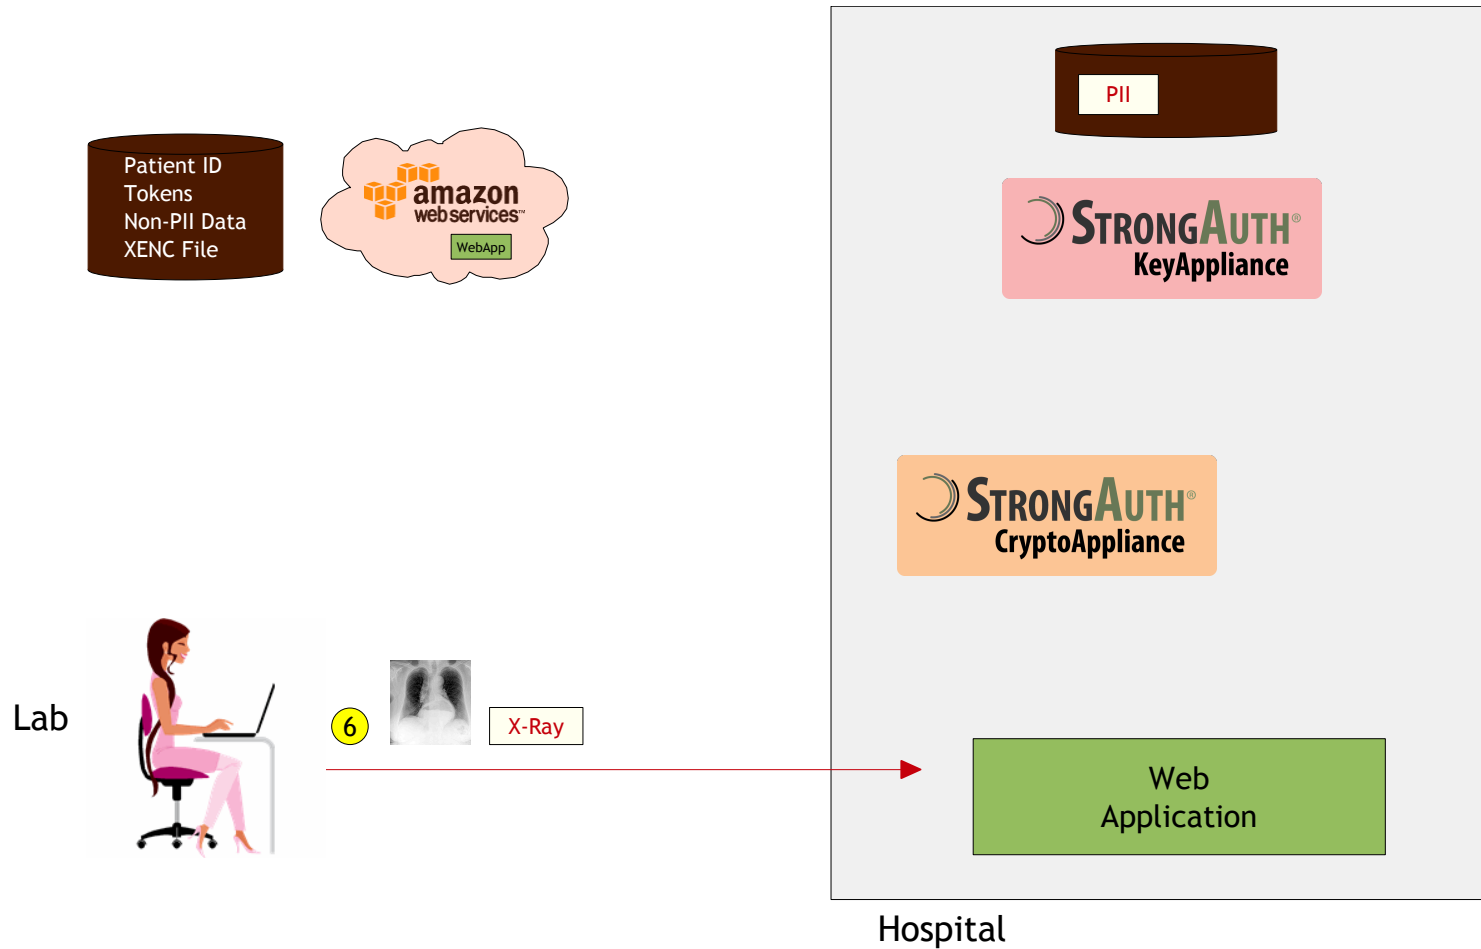 PII
Patient ID
Tokens
Non-PII Data
XENC File
amazon
webservices™
WebApp
STRONGAUTH®
KeyAppliance
STRONGAUTH®
CryptoAppliance
Lab
6
X-Ray
Web
Application
Hospital